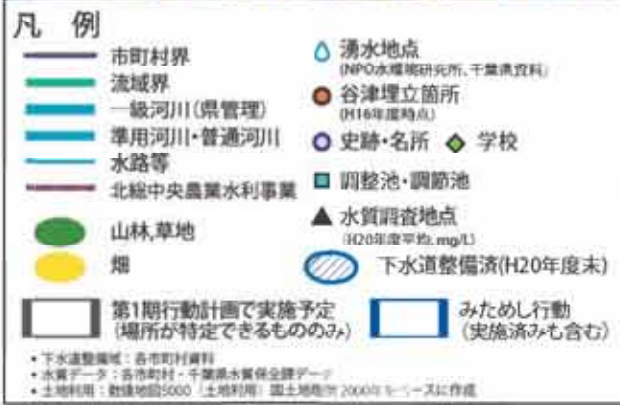 凡 例
市町村界
流域界
一級河川(県管理)
準用河川・普通河川
水路等
北総中央農業水利事業
山林,草地
畑
湧水地点
(NPO水環境研究所、千葉県資料)
谷津埋立箇所
(H16年度時点)
史跡・名所 学校
調整池・調節池
水質調査地点
(H20年度平均, mg/L)
下水道整備済(H20年度末)
第1期行動計画で実施予定
(場所が特定できるもののみ)
みためし行動
(実施済みも含む)
• 下水道整備域：各市町村資料
• 水質データ：各市町村・千葉県水質保全課データ
• 土地利用：数値地図5000（土地利用）国土地理院 2000年をベースに作成